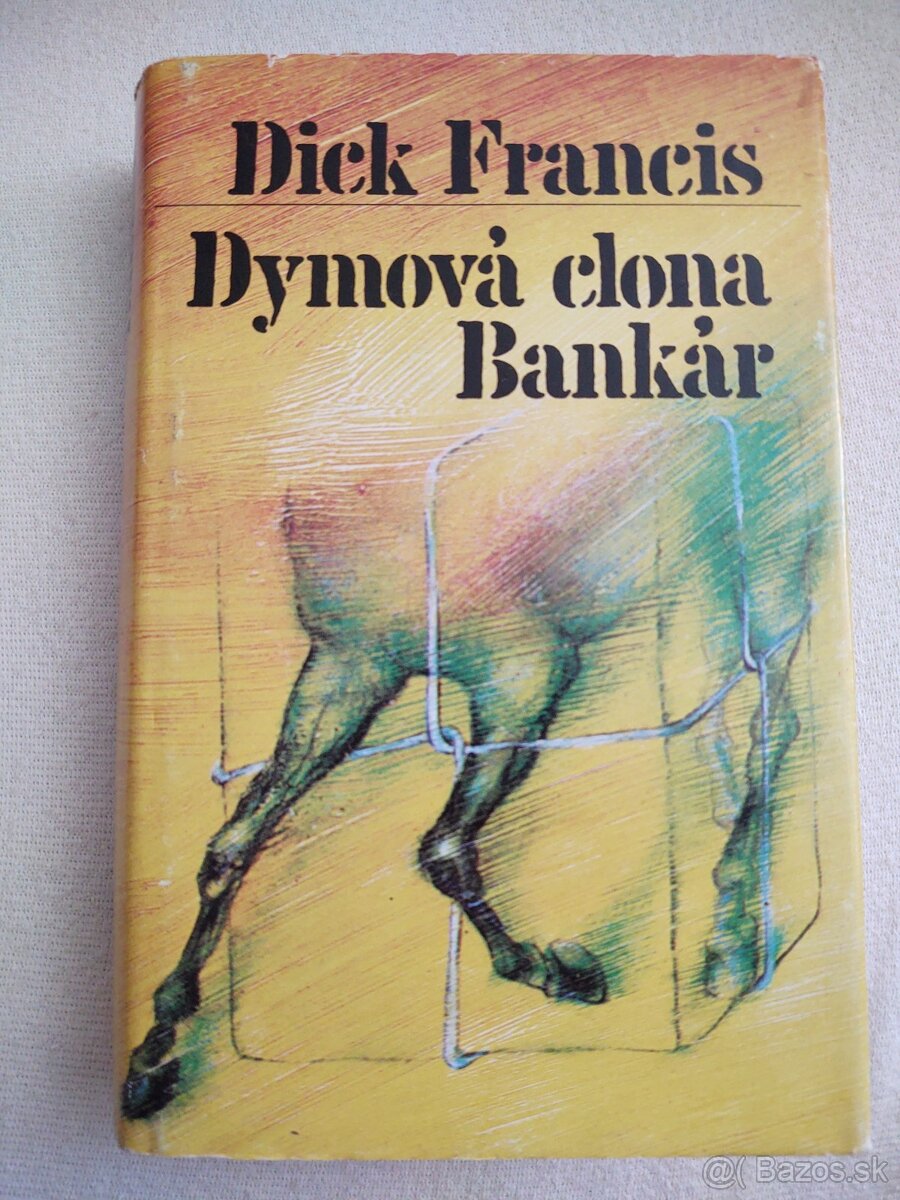 Dick Francis
Dymová clona
Bankár
@( Bazos.sk